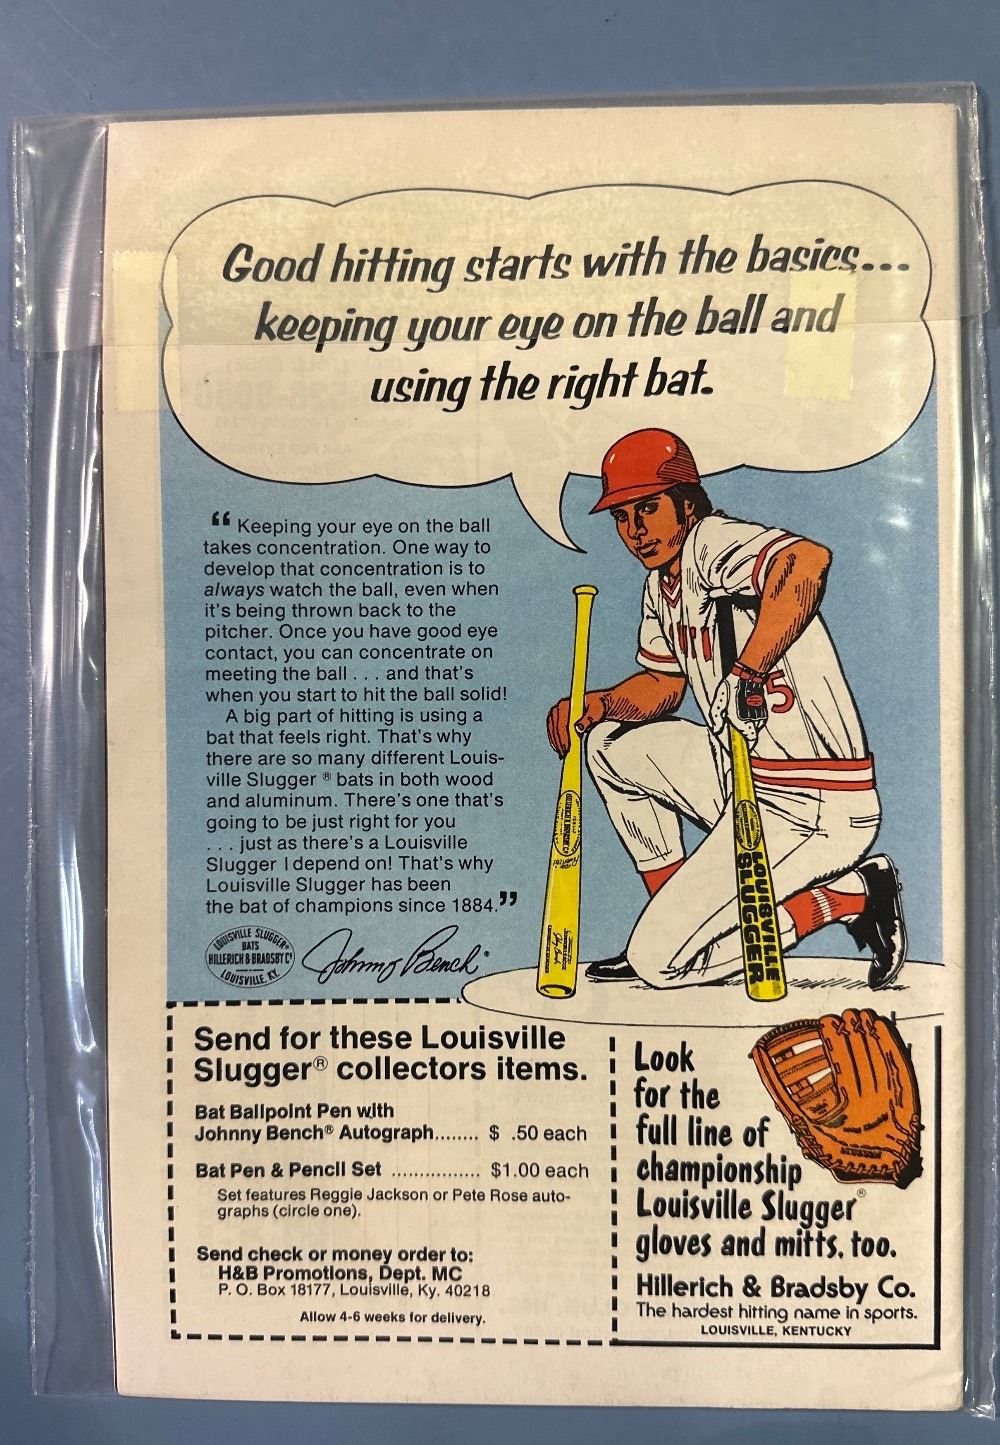 Good hitting starts with the basics...
keeping your eye on the ball and
using the right bat.
“ Keeping your eye on the ball
takes concentration. One way to
develop that concentration is to
always watch the ball, even when
it's being thrown back to the
pitcher. Once you have good eye
contact, you can concentrate on
meeting the ball . . . and that's
when you start to hit the ball solid!
A big part of hitting is using a
bat that feels right. That's why
there are so many different Louis-
ville Slugger ® bats in both wood
and aluminum. There's one that's
going to be just right for you
. . . just as there's a Louisville
Slugger I depend on! That's why
Louisville Slugger has been
the bat of champions since 1884.”
LOUISVILLE SLUGGER®
BATS
HILLERICH & BRADSBY Cº
LOUISVILLE, KY.
Johnny Bench®
5
LOUISVILLE
SLUGGER
Send for these Louisville
Slugger® collectors items.
Bat Ballpoint Pen with
Johnny Bench® Autograph........ $ .50 each
Bat Pen & Pencil Set ................ $1.00 each
Set features Reggie Jackson or Pete Rose auto-
graphs (circle one).
Send check or money order to:
H&B Promotions, Dept. MC
P. O. Box 18177, Louisville, Ky. 40218
Allow 4-6 weeks for delivery.
Look
for the
full line of
championship
Louisville Slugger®
gloves and mitts, too.
Hillerich & Bradsby Co.
The hardest hitting name in sports.
LOUISVILLE, KENTUCKY